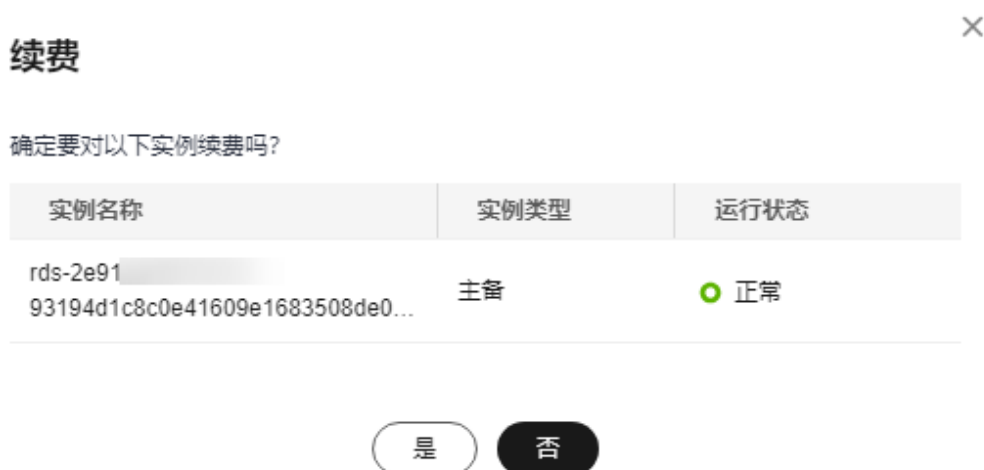 续费
确定要对以下实例续费吗?
实例名称 实例类型 运行状态
rds-2e91
93194d1c8c0e41609e1683508de0...
主备
正常
是 否